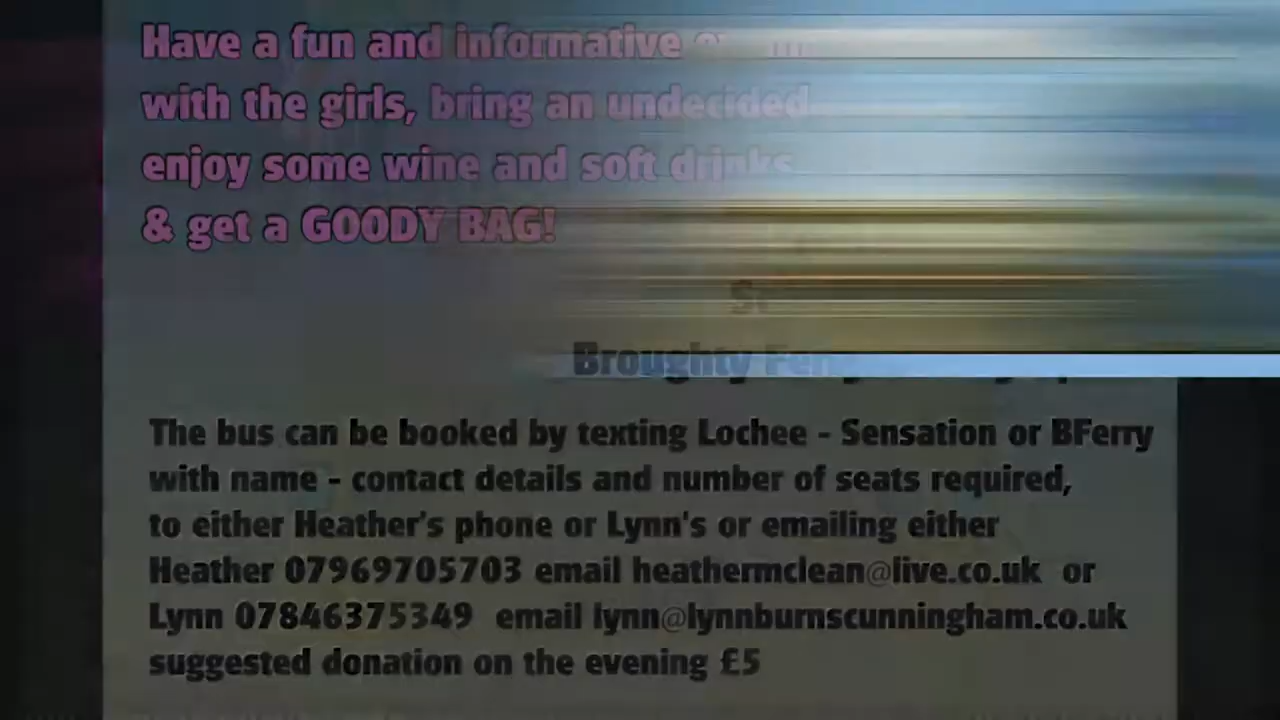 Have a fun and informative
with the girls, bring an undecided
enjoy some wine and soft drinks
& get a GOODY BAG!
Broughty Ferry
The bus can be booked by texting Lochee - Sensation or BFerry
with name - contact details and number of seats required,
to either Heather's phone or Lynn's or emailing either
Heather 07969705703 email heathermclean@live.co.uk or
Lynn 07846375349 email lynn@lynnburnscunningham.co.uk
suggested donation on the evening £5